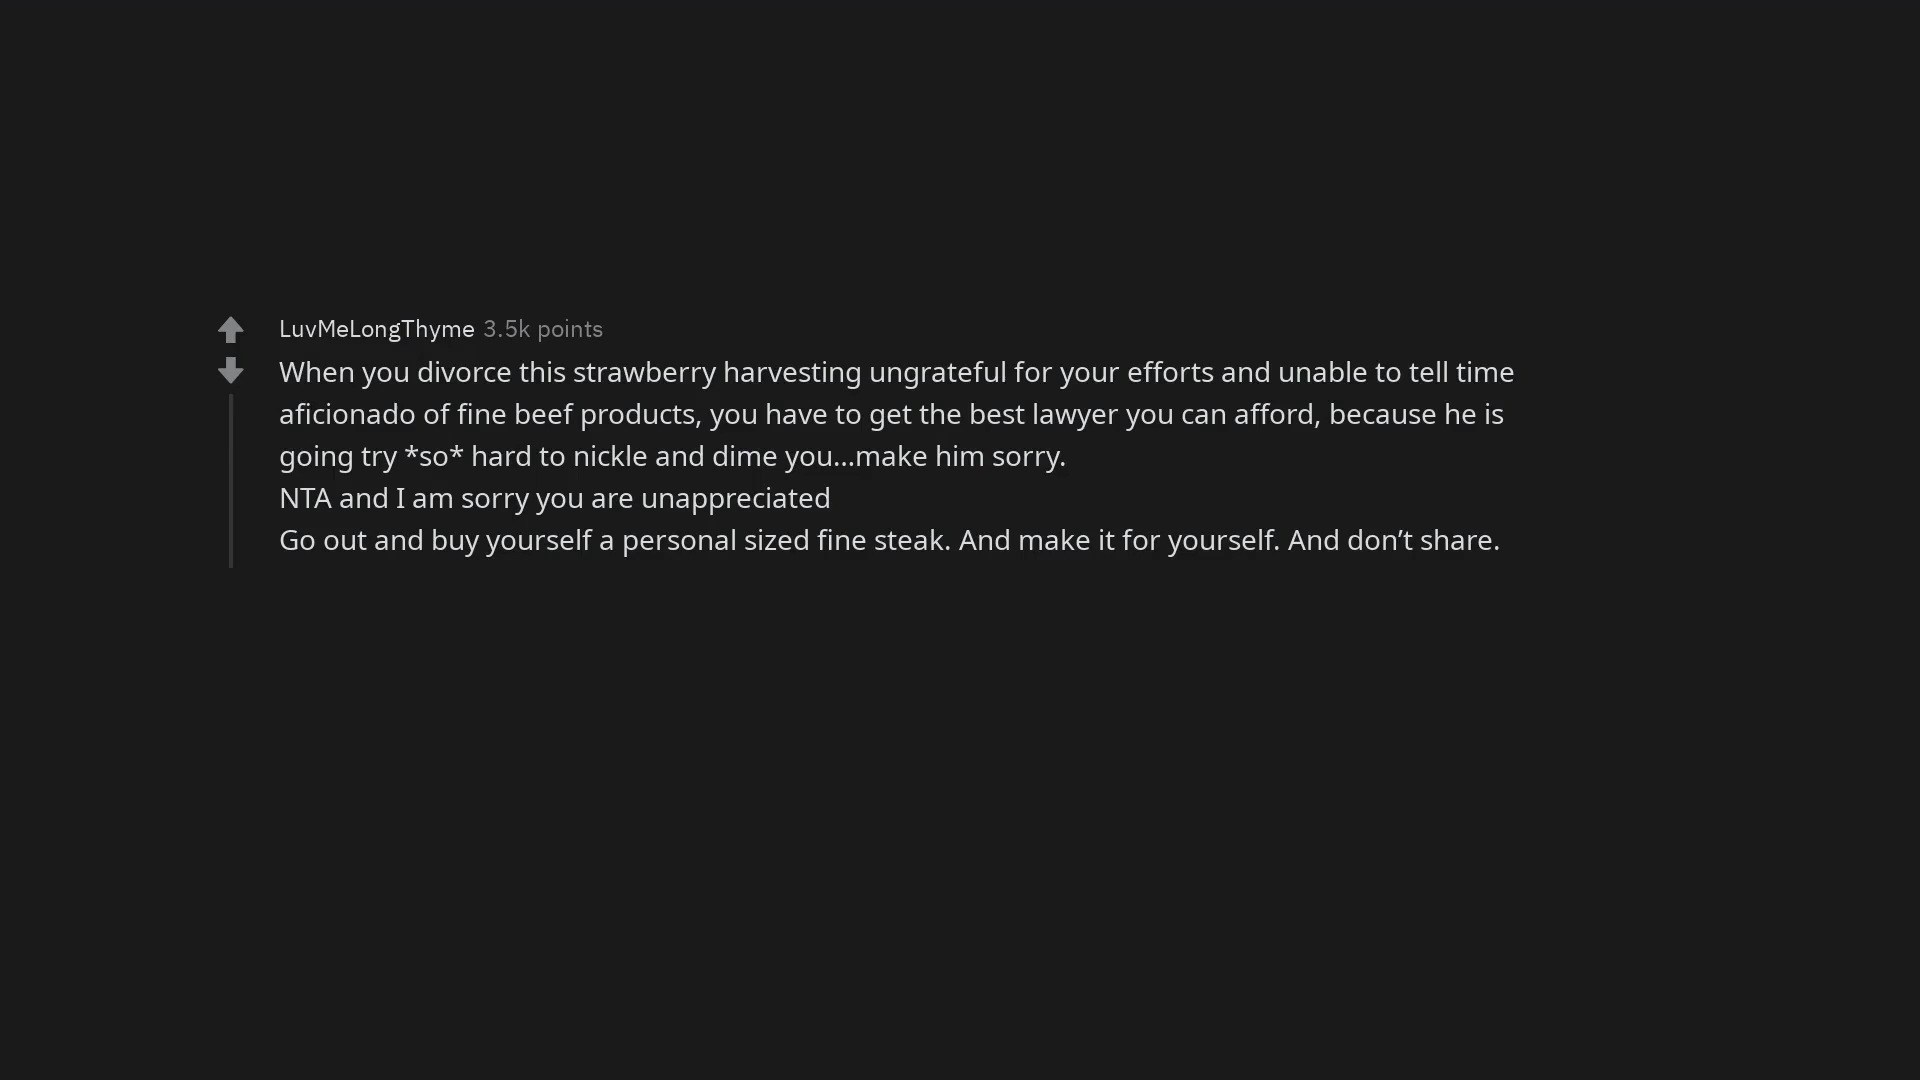 LuvMeLongThyme 3.5k points
When you divorce this strawberry harvesting ungrateful for your efforts and unable to tell time
aficionado of fine beef products, you have to get the best lawyer you can afford, because he is
going try *so* hard to nickle and dime you...make him sorry.
NTA and I am sorry you are unappreciated
Go out and buy yourself a personal sized fine steak. And make it for yourself. And don’t share.